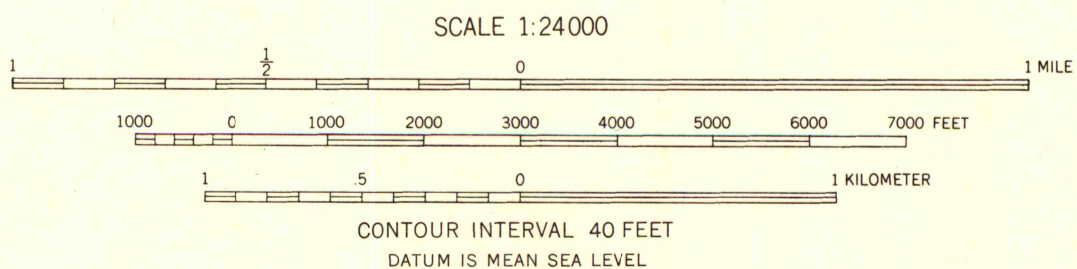 SCALE 1:24000
1 1/2 0 1 MILE
1000 0 1000 2000 3000 4000 5000 6000 7000 FEET
1 .5 0 1 KILOMETER
CONTOUR INTERVAL 40 FEET
DATUM IS MEAN SEA LEVEL